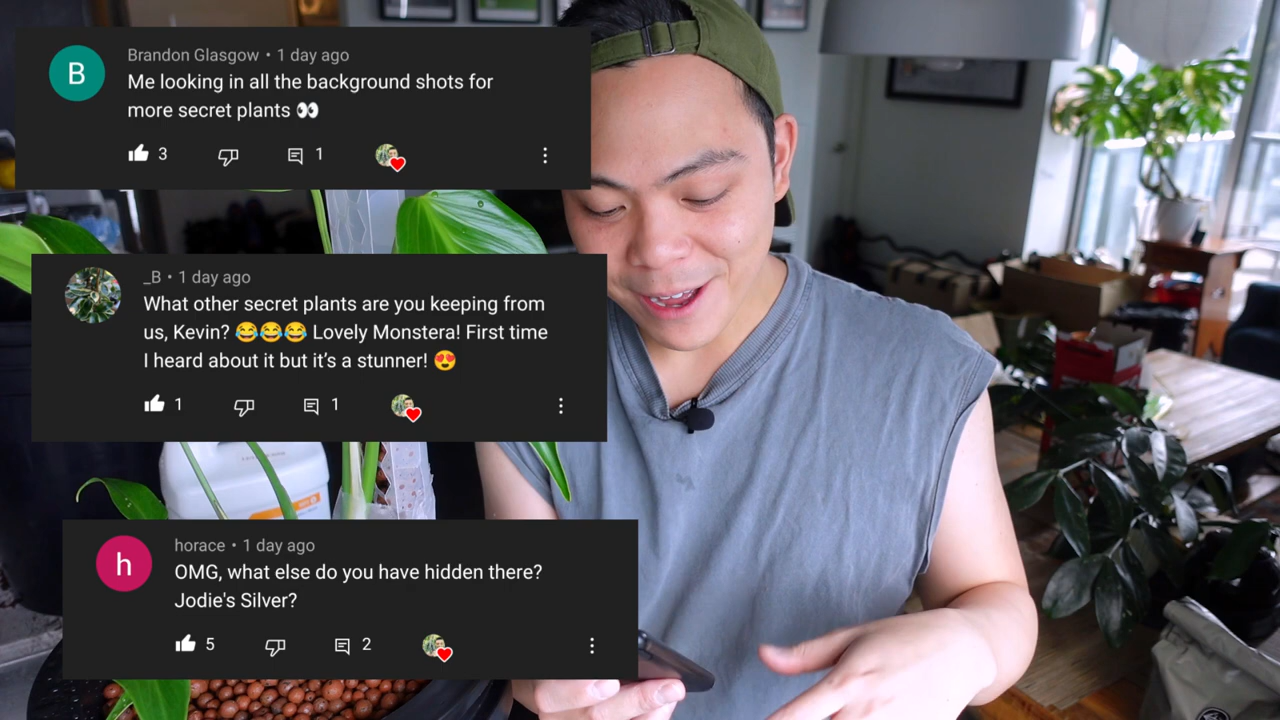 B
Brandon Glasgow • 1 day ago
Me looking in all the background shots for
more secret plants 👀
3
1
_B • 1 day ago
What other secret plants are you keeping from
us, Kevin? 😂😂😂 Lovely Monstera! First time
I heard about it but it's a stunner! 😍
1
1
h
horace • 1 day ago
OMG, what else do you have hidden there?
Jodie's Silver?
5
2